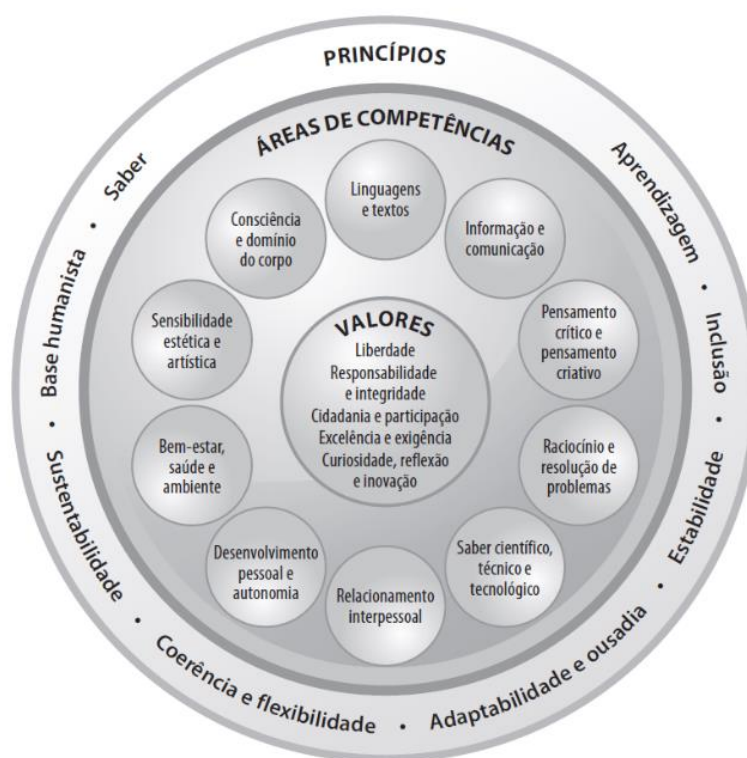 PRINCÍPIOS
Aprendizagem • Inclusão • Estabilidade • Adaptabilidade e ousadia • Coerência e flexibilidade • Sustentabilidade • Base humanista • Saber
ÁREAS DE COMPETÊNCIAS
Linguagens
e textos
Informação e
comunicação
Pensamento
crítico e
pensamento
criativo
Raciocínio e
resolução de
problemas
Saber científico,
técnico e
tecnológico
Relacionamento
interpessoal
Desenvolvimento
pessoal e
autonomia
Bem-estar,
saúde e
ambiente
Sensibilidade
estética e
artística
Consciência
e domínio
do corpo
VALORES
Liberdade
Responsabilidade
e integridade
Cidadania e participação
Excelência e exigência
Curiosidade, reflexão
e inovação